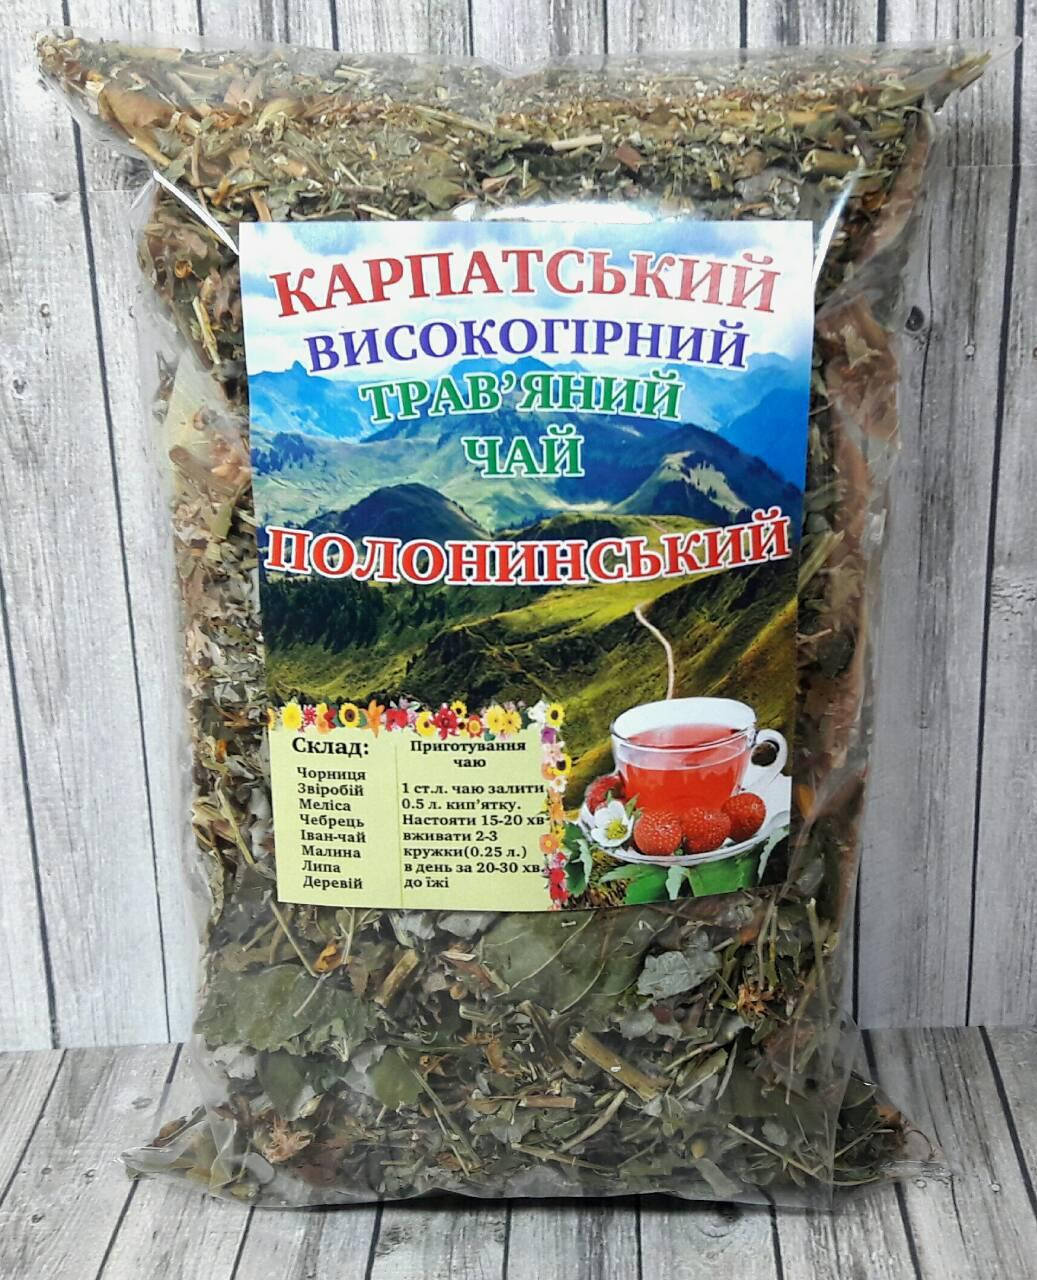 КАРПАТСЬКИЙ
ВИСОКОГІРНИЙ
ТРАВ’ЯНИЙ
ЧАЙ
ПОЛОНИНСЬКИЙ
Склад:
Чорниця
Звіробій
Меліса
Чебрець
Іван-чай
Малина
Липа
Деревій
Приготування
чаю
1 ст.л. чаю залити
0.5 л. кип’ятку.
Настояти 15-20 хв
вживати 2-3
кружки(0.25 л.)
в день за 20-30 хв.
до їжі